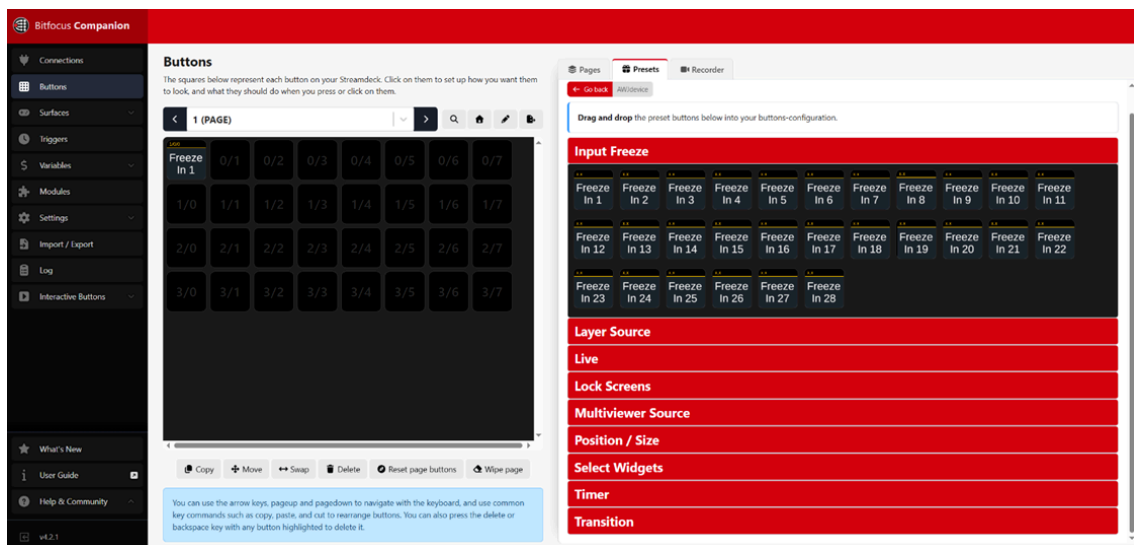 Bitfocus Companion
Connections
Buttons
Surfaces
Triggers
Variables
Modules
Settings
Import / Export
Log
Interactive Buttons
What's New
User Guide
Help & Community
v4.2.1
Buttons
The squares below represent each button on your Streamdeck. Click on them to set up how you want them
to look, and what they should do when you press or click on them.
1 (PAGE)
Freeze 0/1 0/2 0/3 0/4 0/5 0/6 0/7
In 1
1/0 1/1 1/2 1/3 1/4 1/5 1/6 1/7
2/0 2/1 2/2 2/3 2/4 2/5 2/6 2/7
3/0 3/1 3/2 3/3 3/4 3/5 3/6 3/7
Copy Move Swap Delete Reset page buttons Wipe page
You can use the arrow keys, pageup and pagedown to navigate with the keyboard, and use common
key commands such as copy, paste, and cut to rearrange buttons. You can also press the delete or
backspace key with any button highlighted to delete it.
Pages Presets Recorder
Go back AWJdevice
Drag and drop the preset buttons below into your buttons-configuration.
Input Freeze
Freeze Freeze Freeze Freeze Freeze Freeze Freeze Freeze Freeze Freeze Freeze
In 1 In 2 In 3 In 4 In 5 In 6 In 7 In 8 In 9 In 10 In 11
Freeze Freeze Freeze Freeze Freeze Freeze Freeze Freeze Freeze Freeze Freeze
In 12 In 13 In 14 In 15 In 16 In 17 In 18 In 19 In 20 In 21 In 22
Freeze Freeze Freeze Freeze Freeze Freeze
In 23 In 24 In 25 In 26 In 27 In 28
Layer Source
Live
Lock Screens
Multiviewer Source
Position / Size
Select Widgets
Timer
Transition